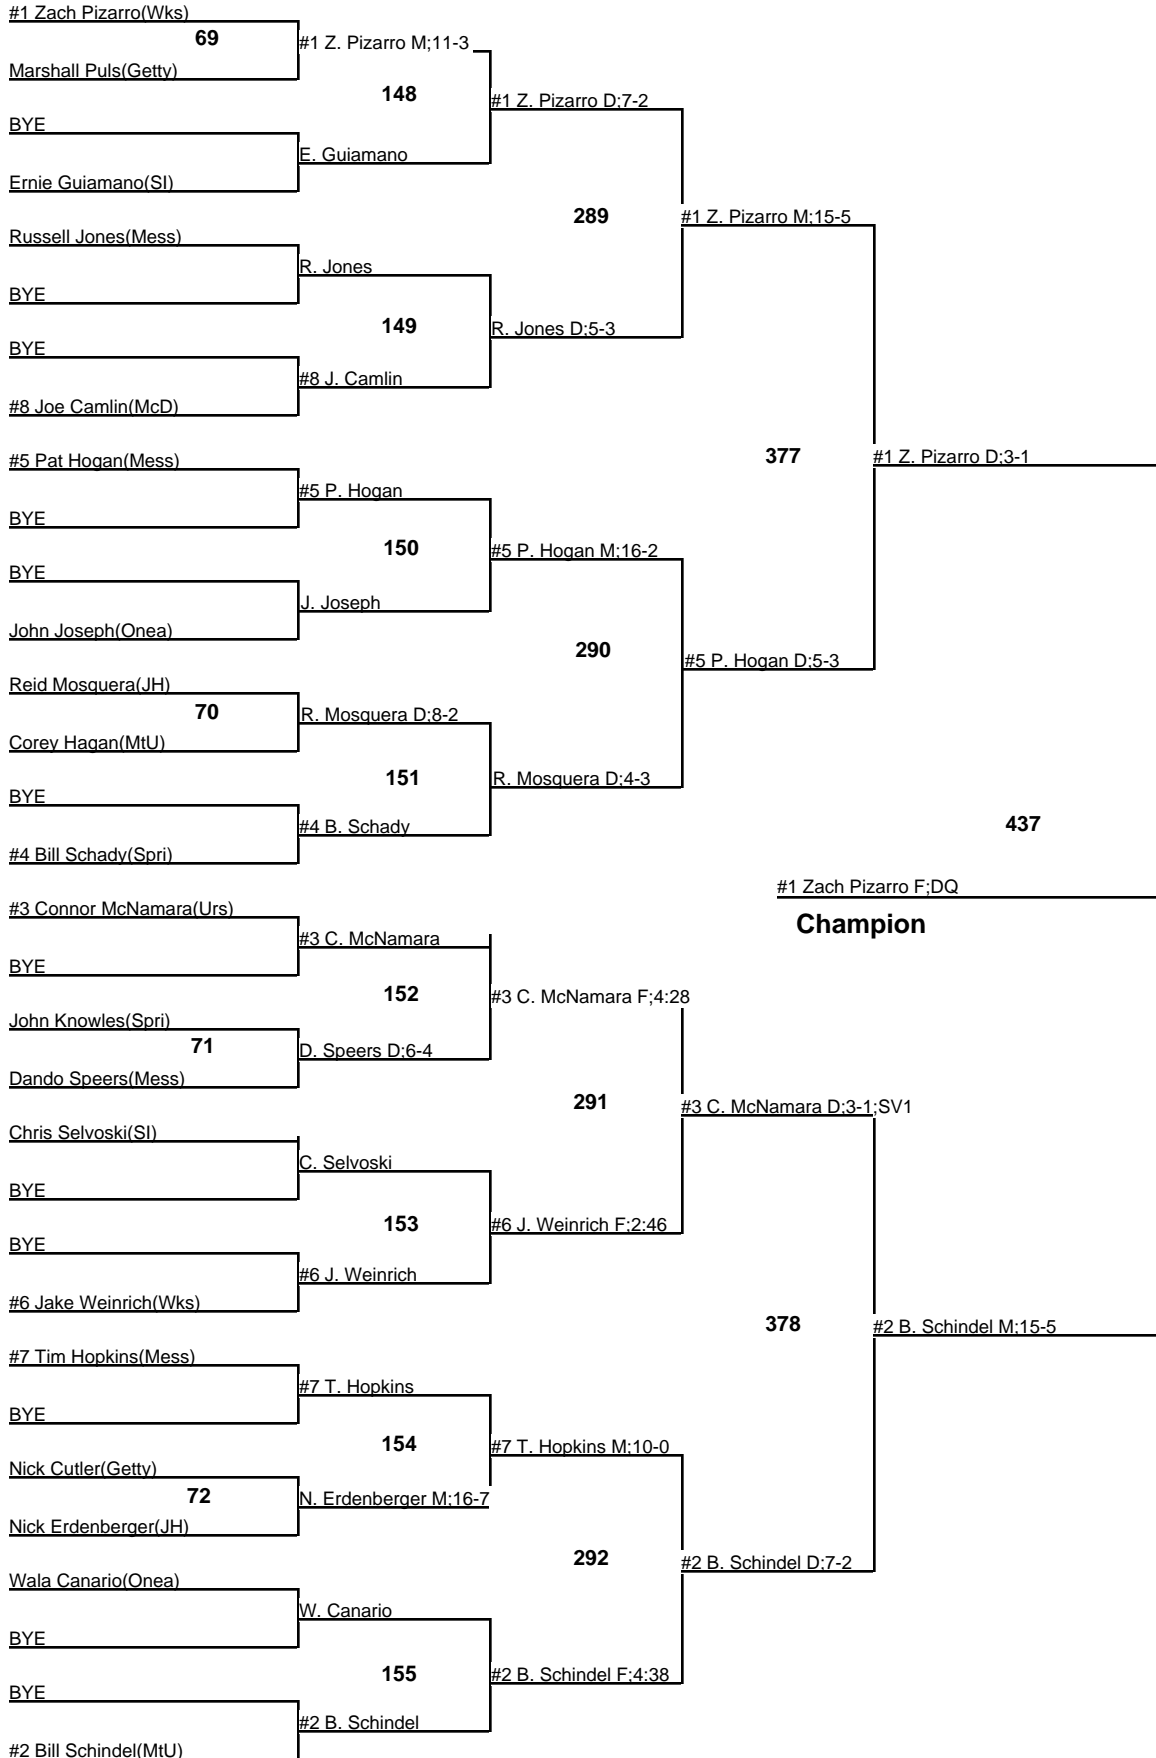 #1 Zach Pizarro(Wks)
69
#1 Z. Pizarro M;11-3
Marshall Puls(Getty)
148
#1 Z. Pizarro D;7-2
BYE
E. Guiamano
Ernie Guiamano(SI)
289
#1 Z. Pizarro M;15-5
Russell Jones(Mess)
R. Jones
BYE
149
R. Jones D;5-3
BYE
#8 J. Camlin
#8 Joe Camlin(McD)
377
#1 Z. Pizarro D;3-1
#5 Pat Hogan(Mess)
#5 P. Hogan
BYE
150
#5 P. Hogan M;16-2
BYE
J. Joseph
John Joseph(Onea)
290
#5 P. Hogan D;5-3
Reid Mosquera(JH)
70
R. Mosquera D;8-2
Corey Hagan(MtU)
151
R. Mosquera D;4-3
BYE
#4 B. Schady
437
#4 Bill Schady(Spri)
#1 Zach Pizarro F;DQ
Champion
#3 Connor McNamara(Urs)
#3 C. McNamara
BYE
152
#3 C. McNamara F;4:28
John Knowles(Spri)
71
D. Speers D;6-4
Dando Speers(Mess)
291
#3 C. McNamara D;3-1;SV1
Chris Selvoski(SI)
C. Selvoski
BYE
153
#6 J. Weinrich F;2:46
BYE
#6 J. Weinrich
#6 Jake Weinrich(Wks)
378
#2 B. Schindel M;15-5
#7 Tim Hopkins(Mess)
#7 T. Hopkins
BYE
154
#7 T. Hopkins M;10-0
Nick Cutler(Getty)
72
N. Erdenberger M;16-7
Nick Erdenberger(JH)
292
#2 B. Schindel D;7-2
Wala Canario(Onea)
W. Canario
BYE
155
#2 B. Schindel F;4:38
BYE
#2 B. Schindel
#2 Bill Schindel(MtU)